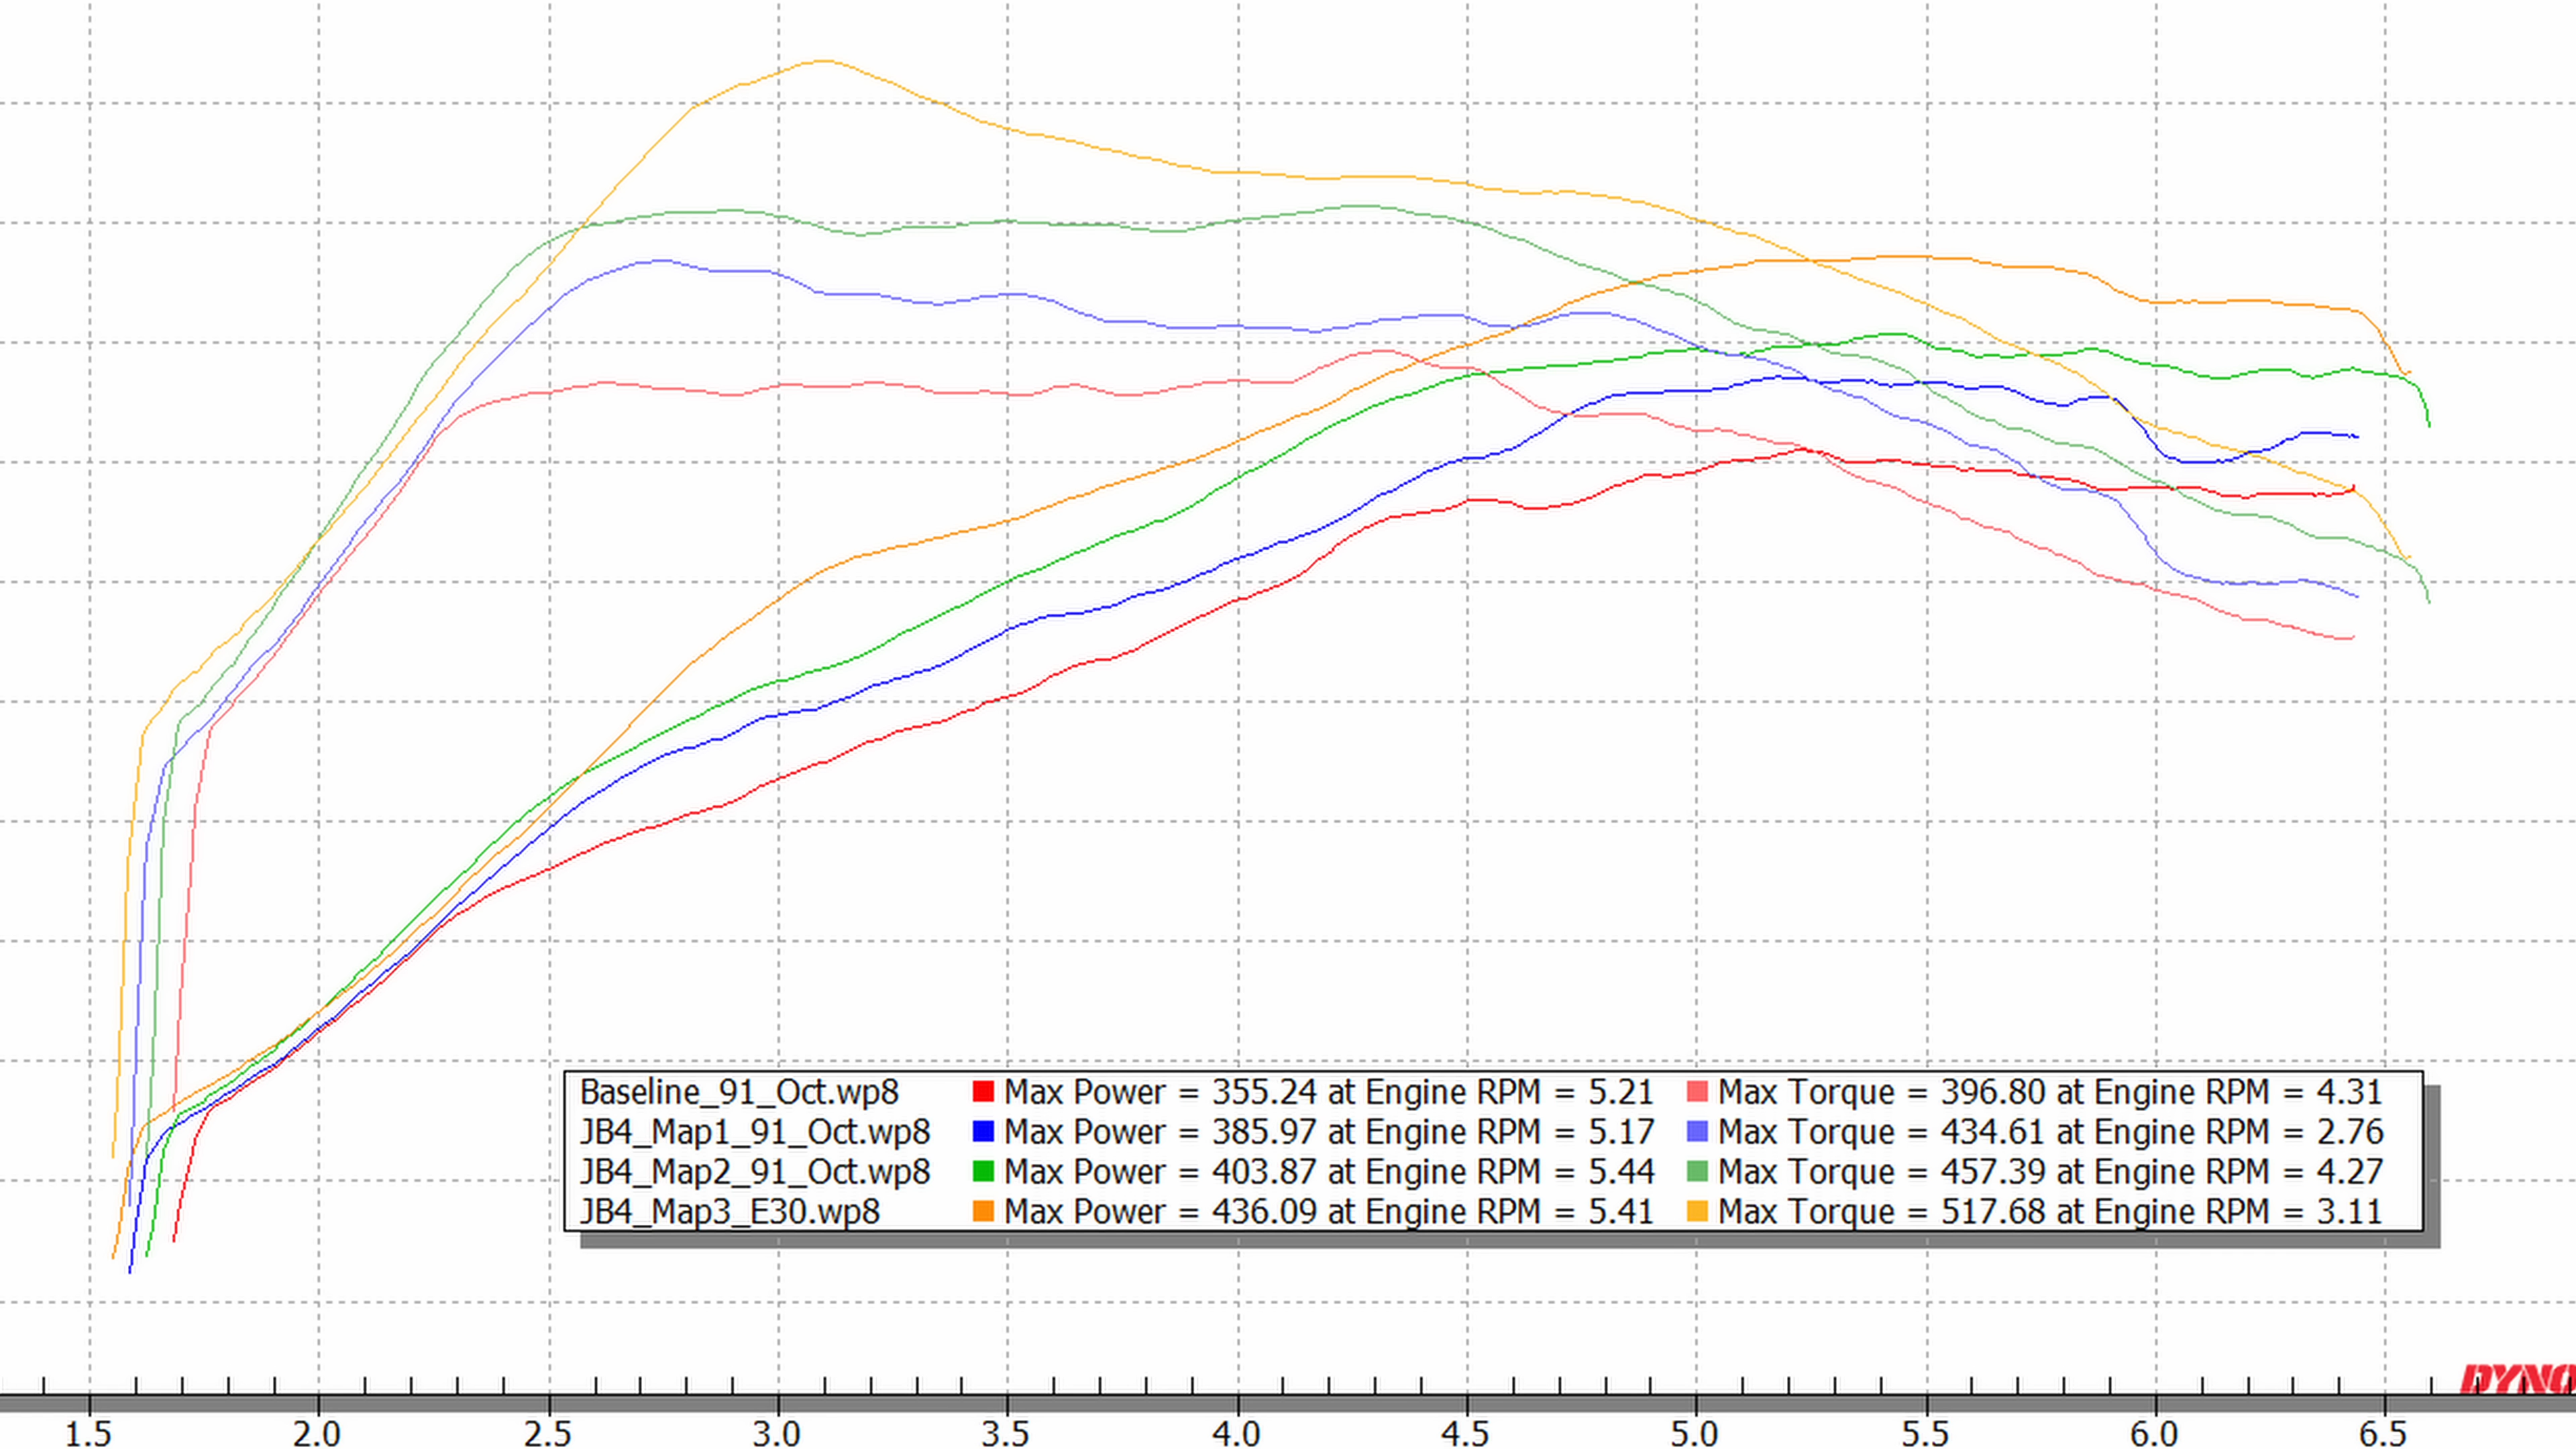 Baseline_91_Oct.wp8 Max Power = 355.24 at Engine RPM = 5.21 Max Torque = 396.80 at Engine RPM = 4.31
JB4_Map1_91_Oct.wp8 Max Power = 385.97 at Engine RPM = 5.17 Max Torque = 434.61 at Engine RPM = 2.76
JB4_Map2_91_Oct.wp8 Max Power = 403.87 at Engine RPM = 5.44 Max Torque = 457.39 at Engine RPM = 4.27
JB4_Map3_E30.wp8 Max Power = 436.09 at Engine RPM = 5.41 Max Torque = 517.68 at Engine RPM = 3.11
DYNO
1.5 2.0 2.5 3.0 3.5 4.0 4.5 5.0 5.5 6.0 6.5